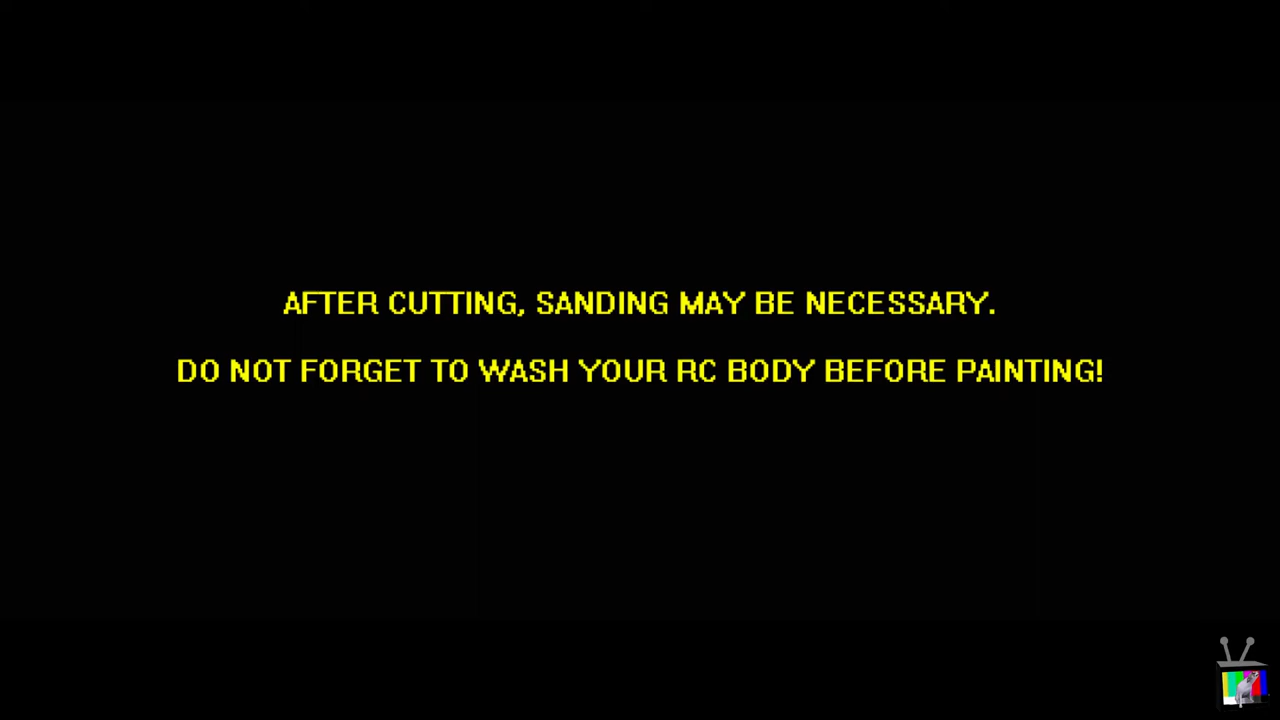 AFTER CUTTING, SANDING MAY BE NECESSARY.
DO NOT FORGET TO WASH YOUR RC BODY BEFORE PAINTING!